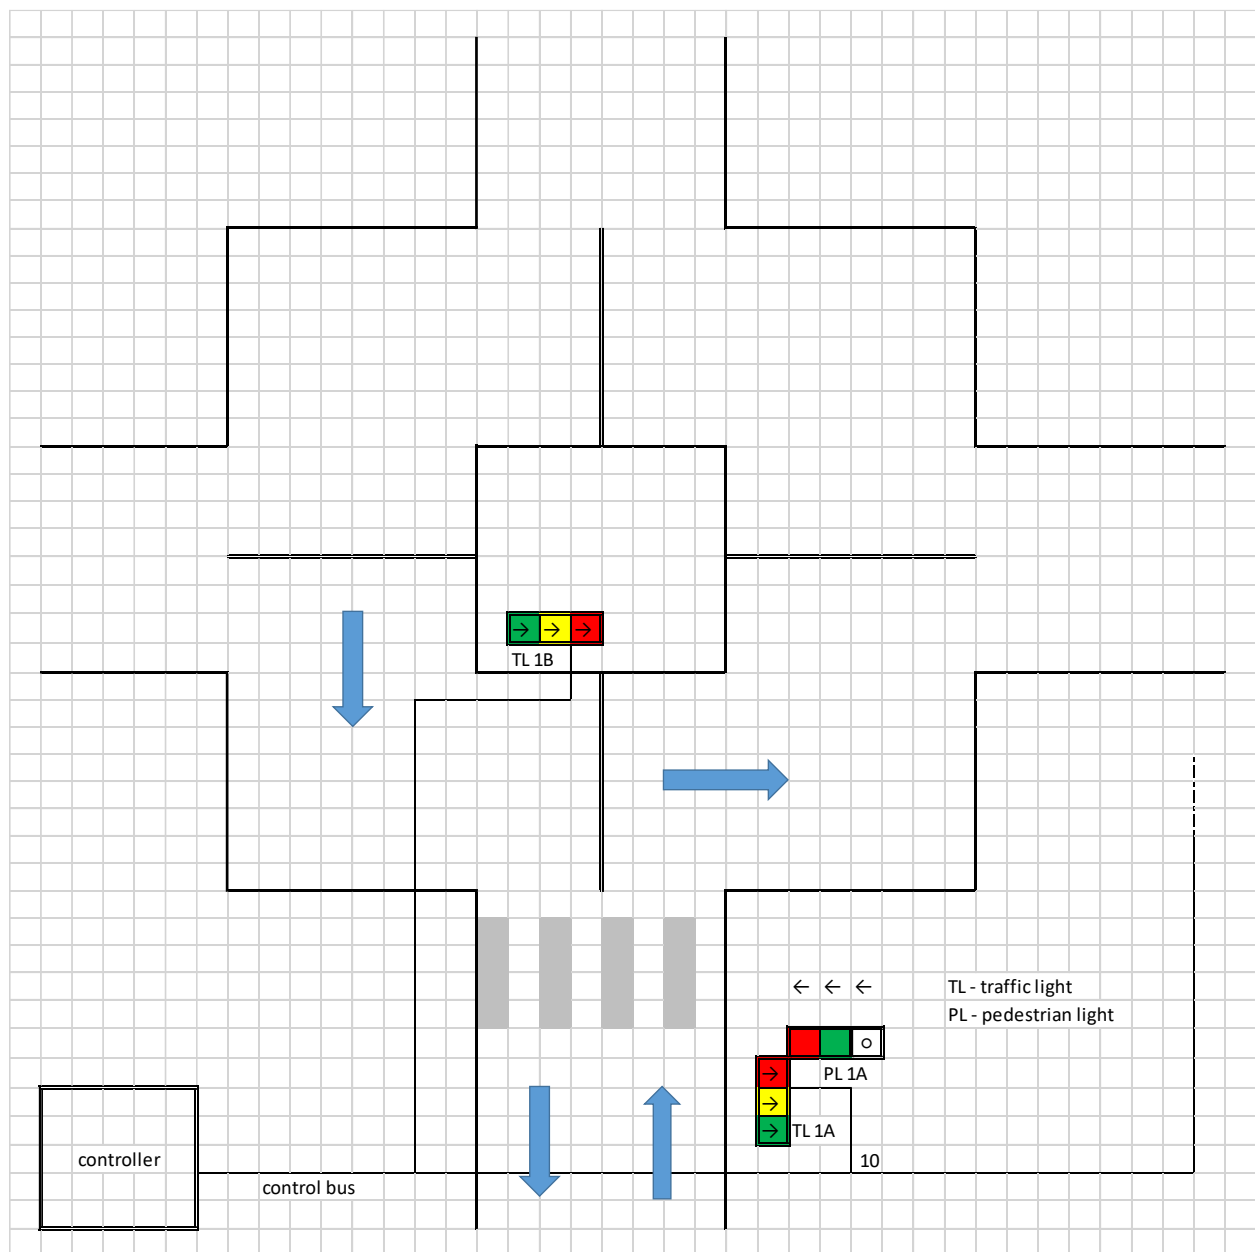 TL 1B
TL - traffic light
PL - pedestrian light
PL 1A
TL 1A
controller
10
control bus